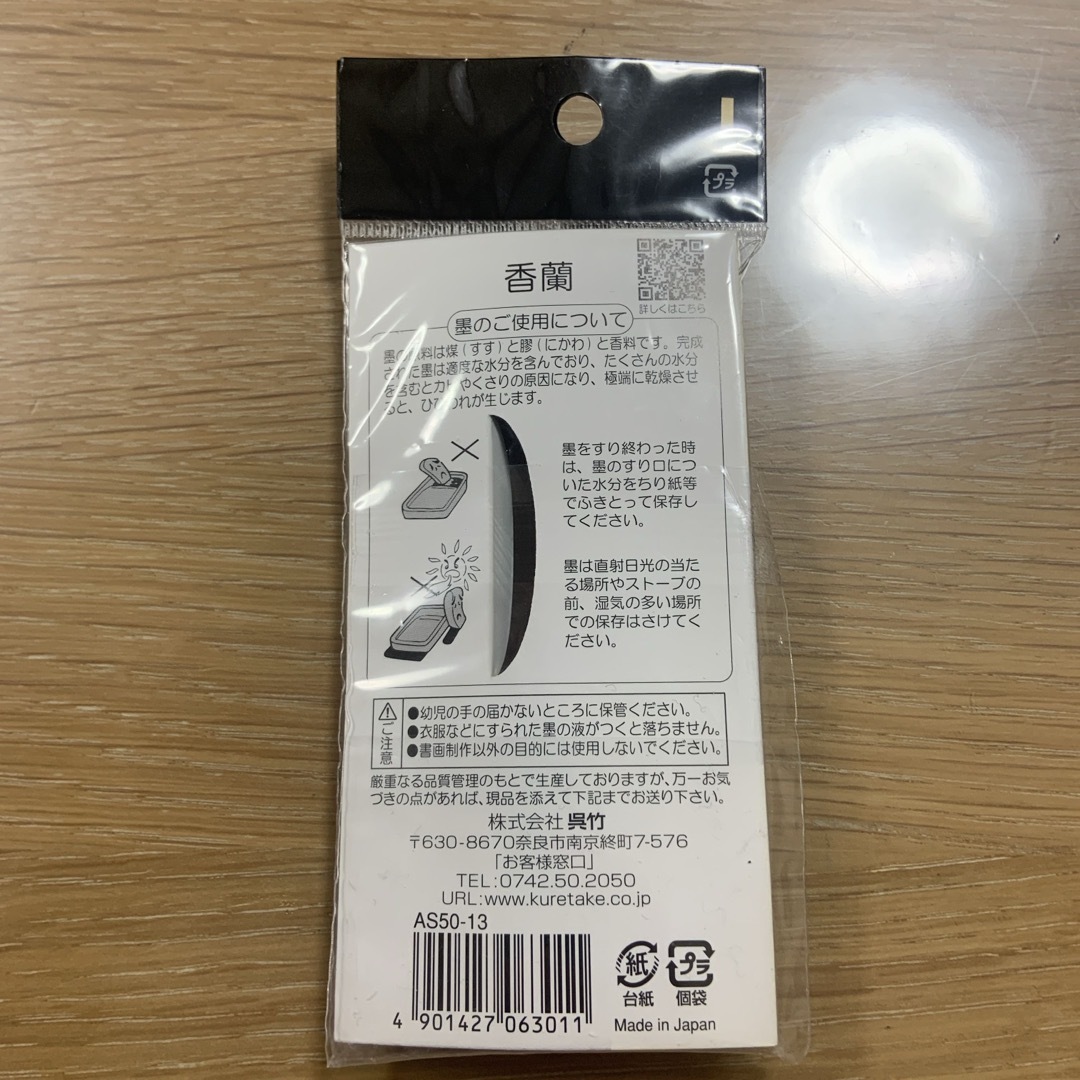 プラ
香蘭
詳しくはこちら
墨のご使用について
墨の 料は煤(すす)と膠(にかわ)と香料です。完成
された墨は適度な水分を含んでおり、たくさんの水分
を含むとカビやくさりの原因になり、極端に乾燥させ
ると、ひび われが生じます。
墨をすり終わった時
は、墨のすり口につ
いた水分をちり紙等
でふきとって保存し
てください。
墨は直射日光の当た
る場所やストーブの
前、湿気の多い場所
での保存はさけてく
ださい。
ご注意
●幼児の手の届かないところに保管ください。
●衣服などにすられた墨の液がつくと落ちません。
●書画制作以外の目的には使用しないでください。
厳重なる品質管理のもとで生産しておりますが、万一お気
づきの点があれば、現品を添えて下記までお送り下さい。
株式会社 呉竹
〒630-8670奈良市南京終町7-576
「お客様窓口」
TEL:0742.50.2050
URL:www.kuretake.co.jp
AS50-13
4 901427 063011
紙
台紙
プラ
個袋
Made in Japan